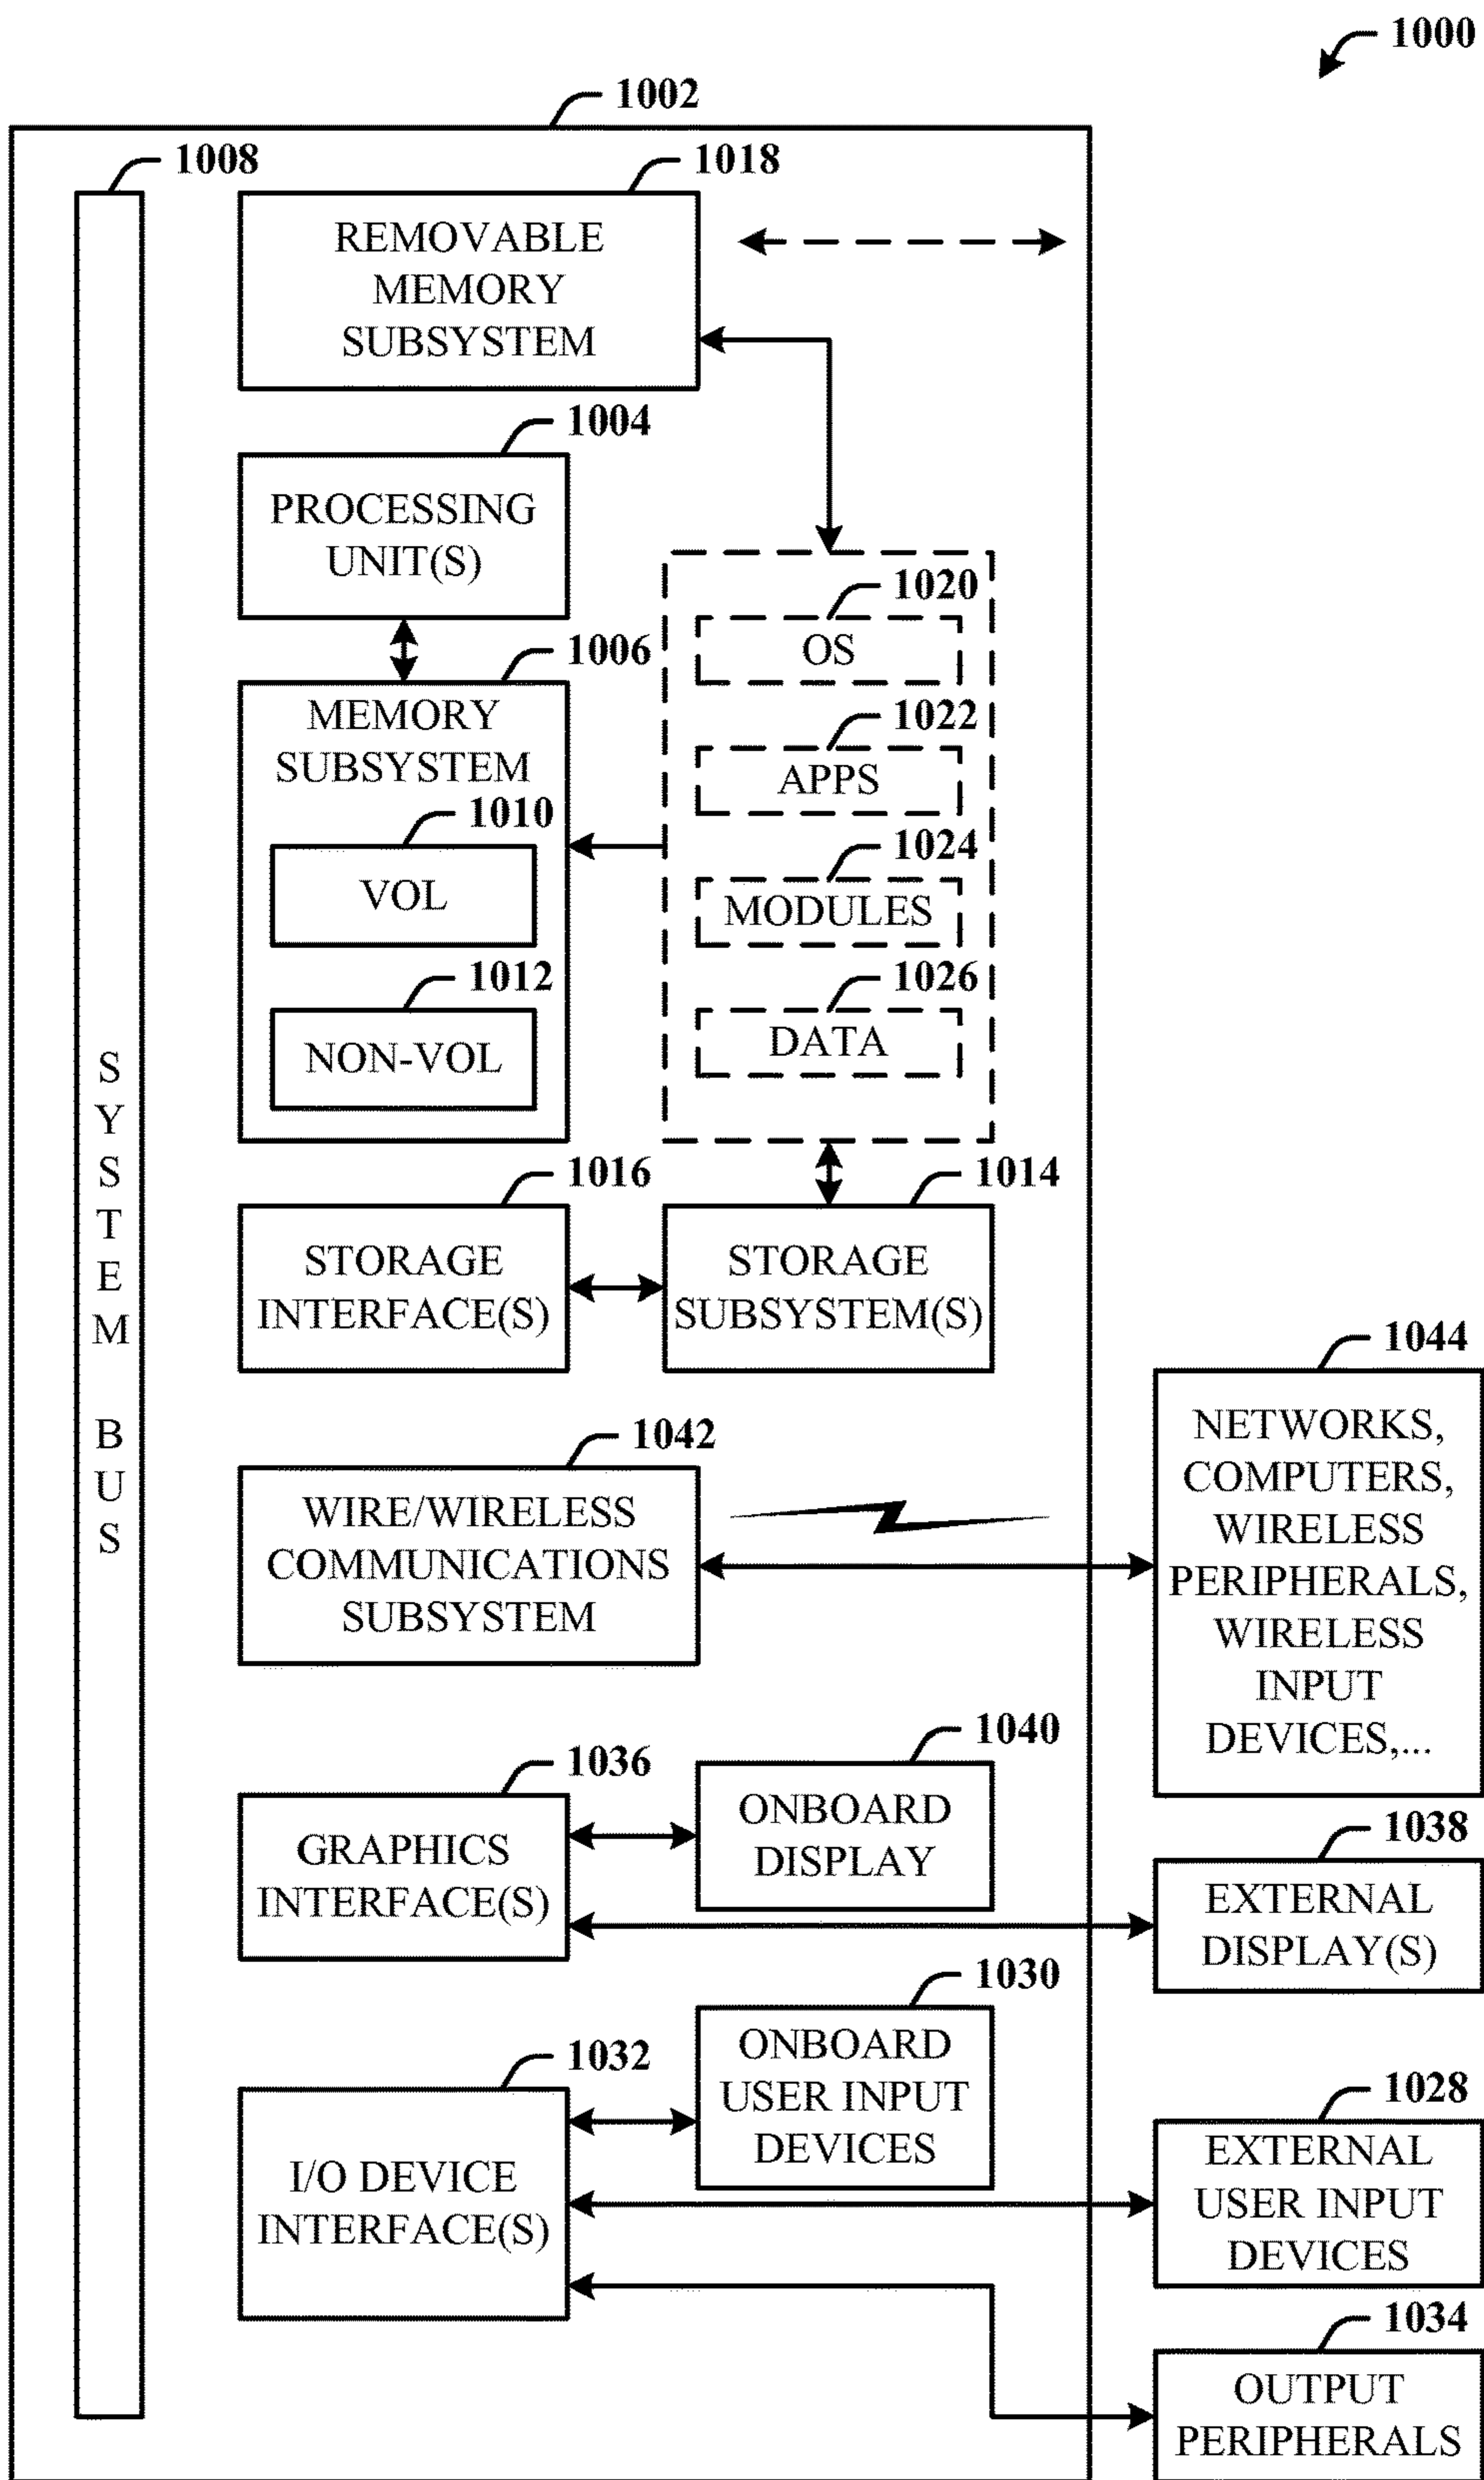 1000
1002
1008
1018
REMOVABLE
MEMORY
SUBSYSTEM
1004
PROCESSING
UNIT(S)
1020
OS
1006
MEMORY
SUBSYSTEM
1022
APPS
1010
VOL
1024
MODULES
1012
NON-VOL
1026
DATA
SYSTEM BUS
1016
STORAGE
INTERFACE(S)
1014
STORAGE
SUBSYSTEM(S)
1044
NETWORKS,
COMPUTERS,
WIRELESS
PERIPHERALS,
WIRELESS
INPUT
DEVICES,...
1042
WIRE/WIRELESS
COMMUNICATIONS
SUBSYSTEM
1040
ONBOARD
DISPLAY
1036
GRAPHICS
INTERFACE(S)
1038
EXTERNAL
DISPLAY(S)
1030
ONBOARD
USER INPUT
DEVICES
1032
I/O DEVICE
INTERFACE(S)
1028
EXTERNAL
USER INPUT
DEVICES
1034
OUTPUT
PERIPHERALS